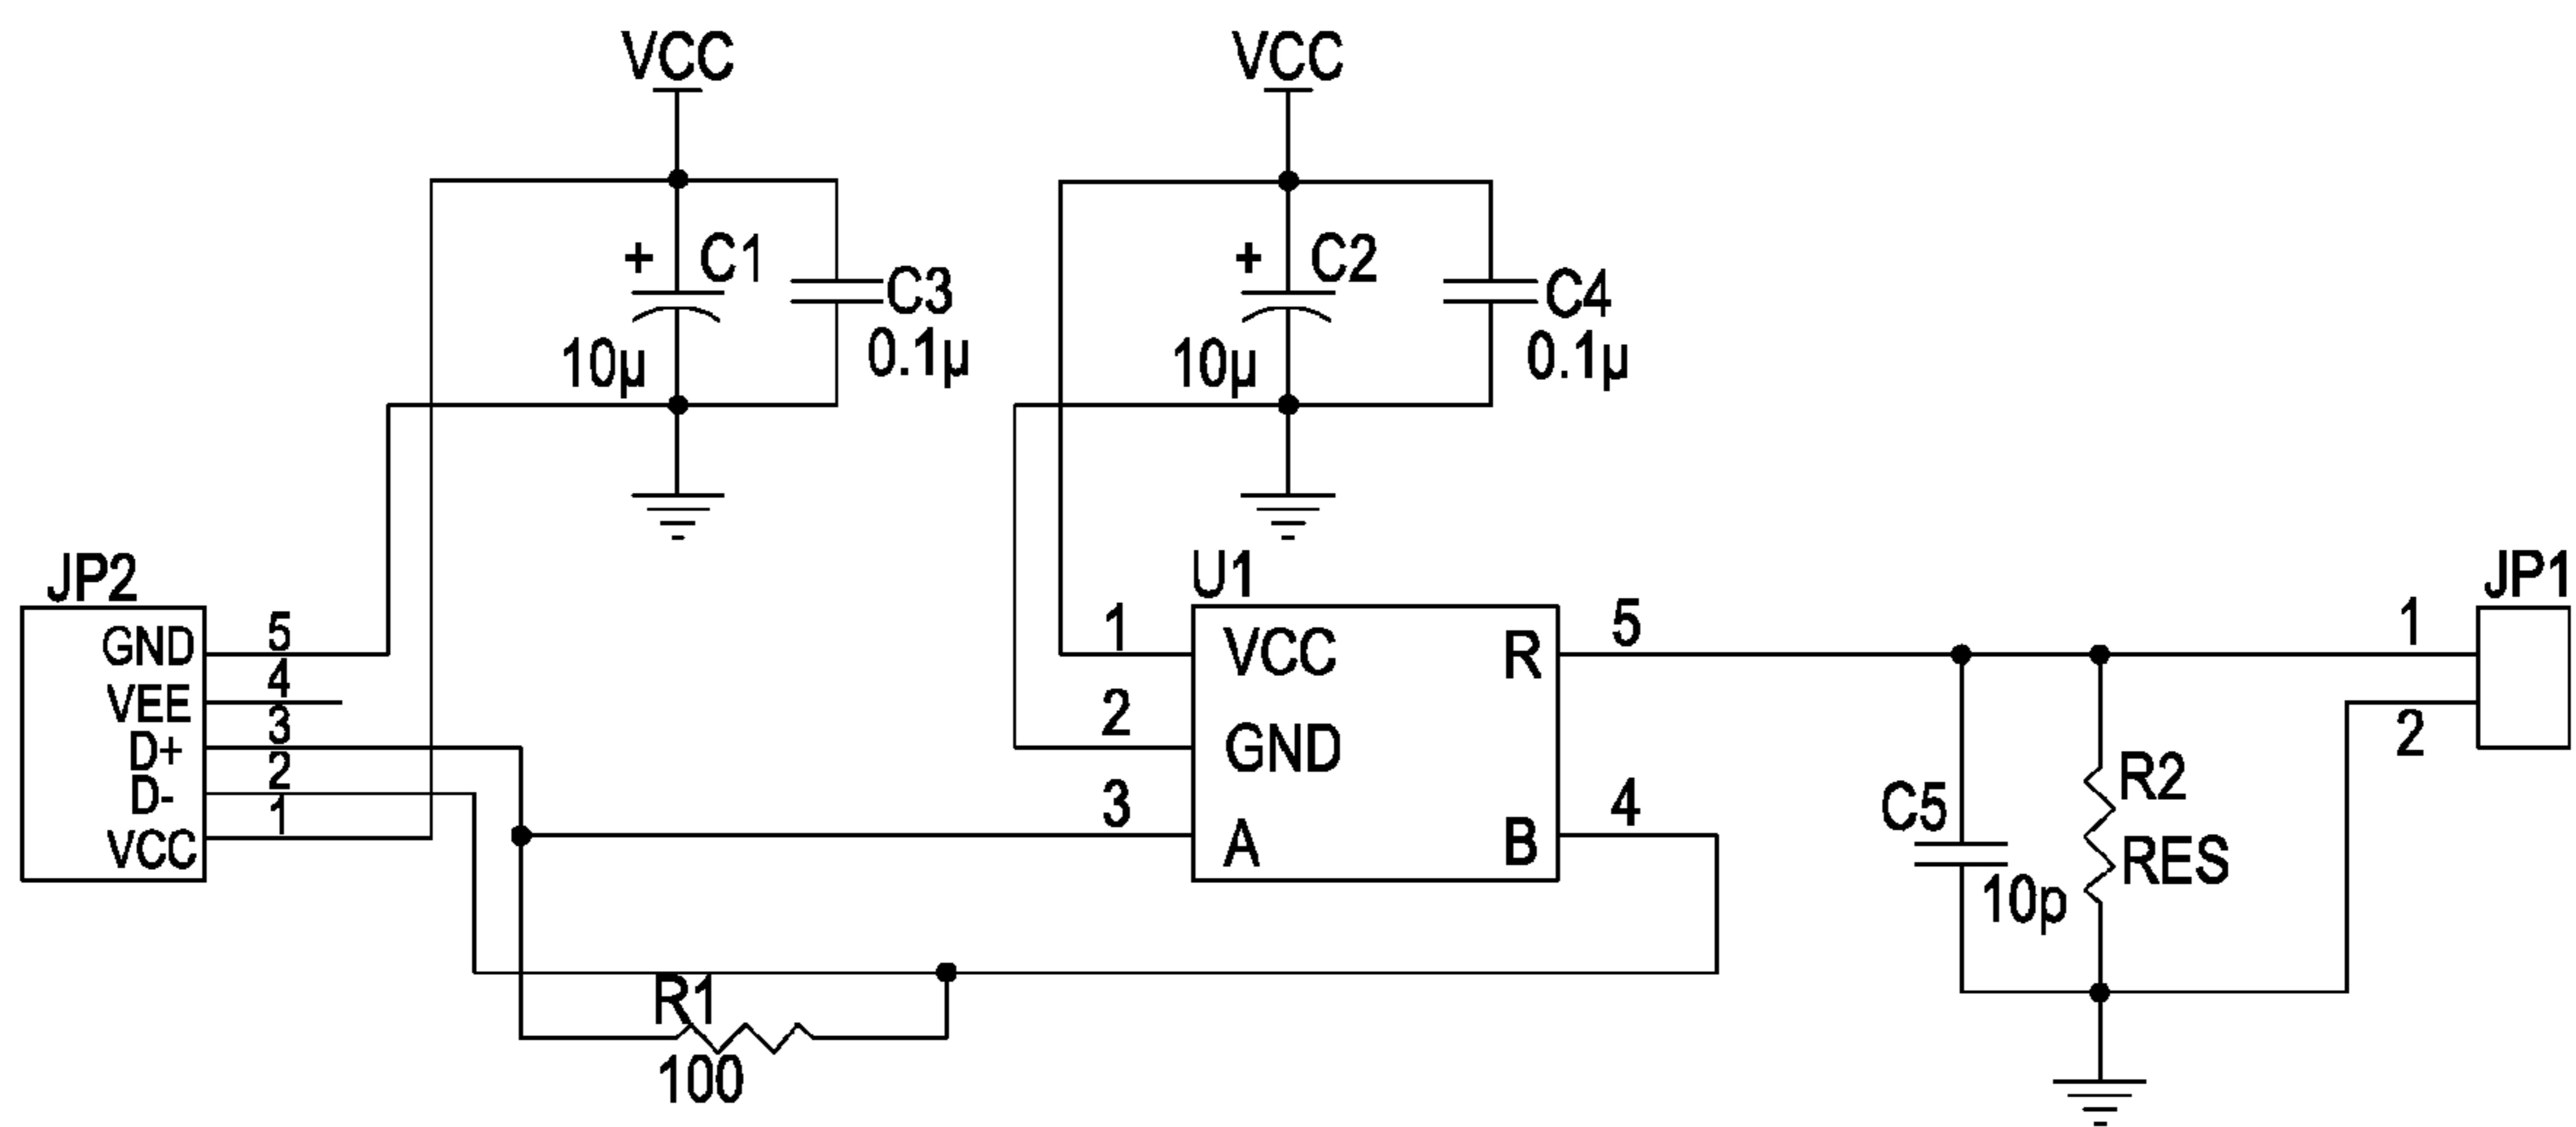 VCC
VCC
+ C1
C3
10µ
0.1µ
+ C2
C4
10µ
0.1µ
JP2
GND 5
VEE 4
D+ 3
D- 2
VCC 1
U1
1 VCC R 5
2 GND
3 A B 4
R1
100
C5
10p
R2
RES
JP1
1
2